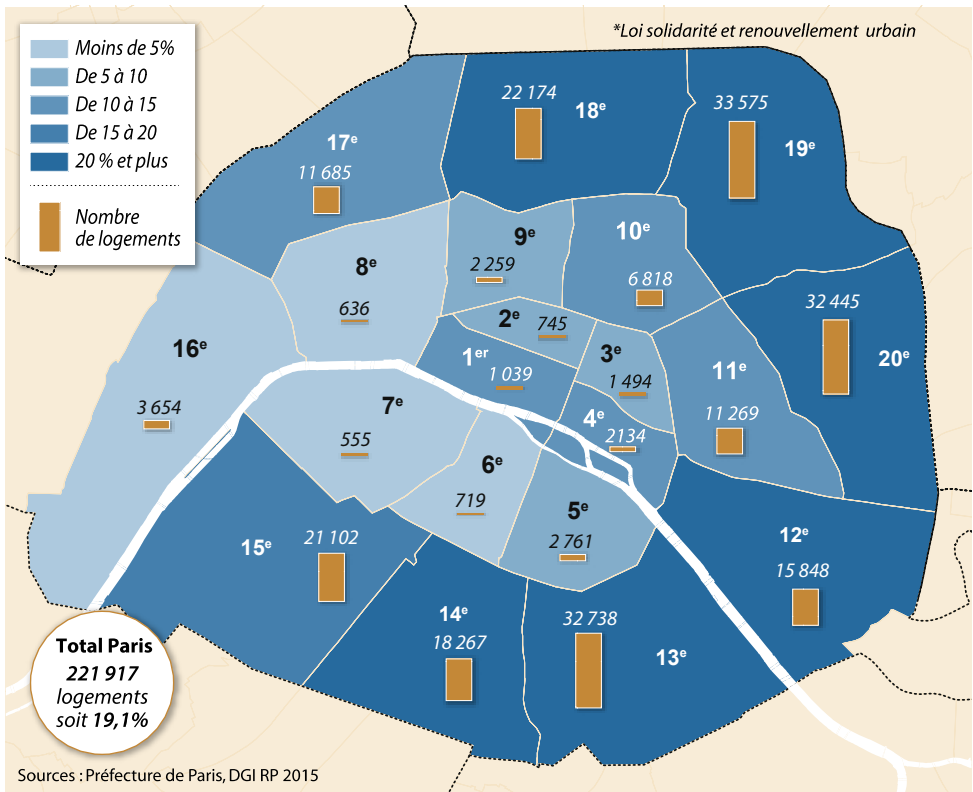 *Loi solidarité et renouvellement urbain
Moins de 5%
De 5 à 10
De 10 à 15
De 15 à 20
20 % et plus
Nombre
de logements
17e
11 685
22 174
18e
33 575
19e
8e
636
9e
2 259
10e
6 818
32 445
20e
16e
3 654
2e
745
1er
1 039
3e
1 494
11e
11 269
7e
555
4e
2134
6e
719
5e
2 761
15e
21 102
12e
15 848
14e
18 267
32 738
13e
Total Paris
221 917
logements
soit 19,1%
Sources : Préfecture de Paris, DGI RP 2015